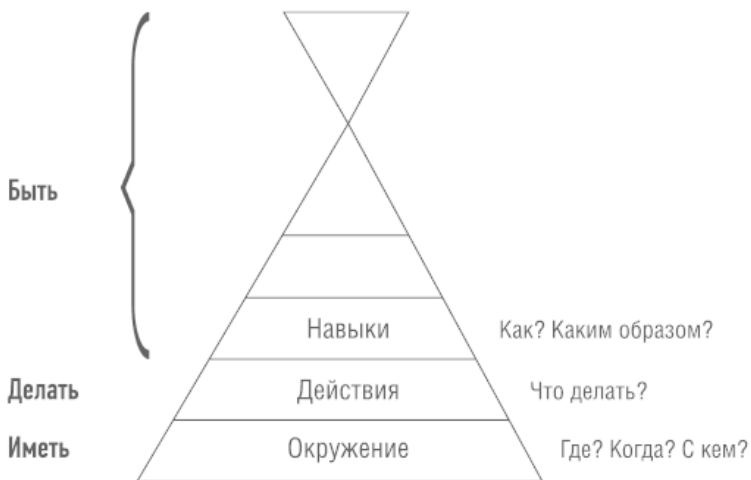 Быть
Навыки Как? Каким образом?
Делать Действия Что делать?
Иметь Окружение Где? Когда? С кем?